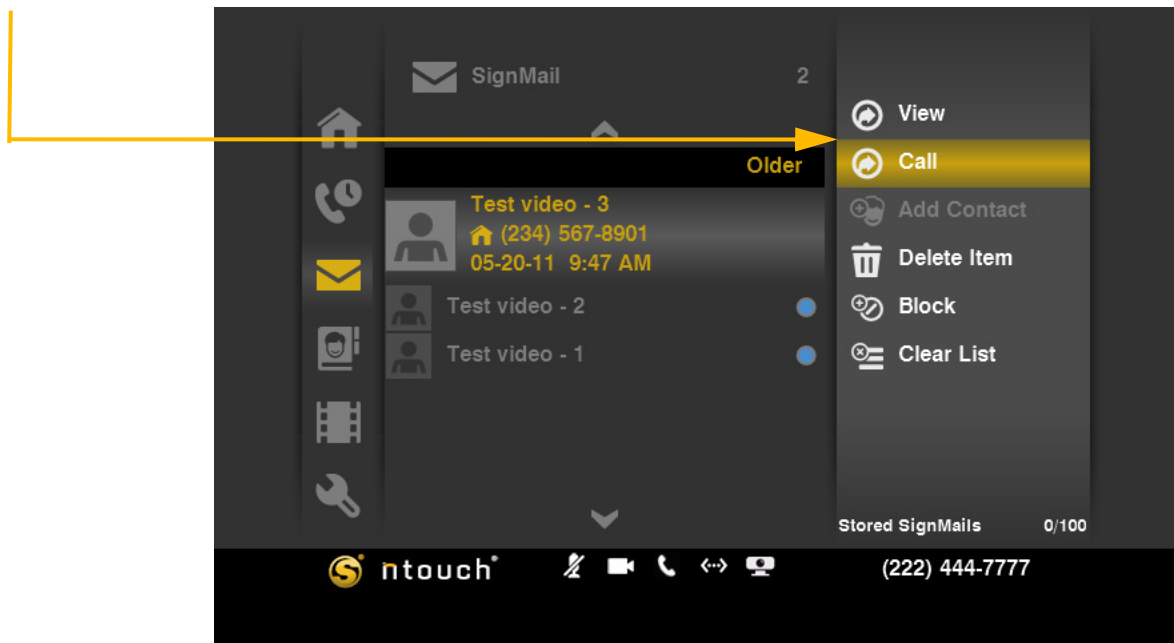 SignMail 2
Older
Test video - 3
(234) 567-8901
05-20-11 9:47 AM
Test video - 2
Test video - 1
View
Call
Add Contact
Delete Item
Block
Clear List
Stored SignMails 0/100
S ntouch® (222) 444-7777